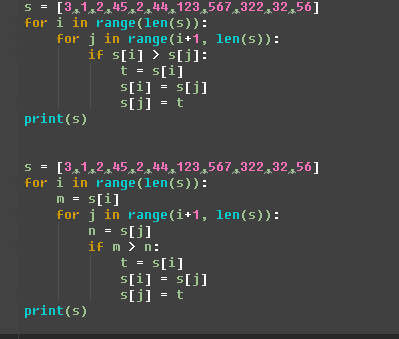 s = [3,1,2,45,2,44,123,567,322,32,56]
for i in range(len(s)):
    for j in range(i+1, len(s)):
        if s[i] > s[j]:
            t = s[i]
            s[i] = s[j]
            s[j] = t
print(s)
s = [3,1,2,45,2,44,123,567,322,32,56]
for i in range(len(s)):
    m = s[i]
    for j in range(i+1, len(s)):
        n = s[j]
        if m > n:
            t = s[i]
            s[i] = s[j]
            s[j] = t
print(s)